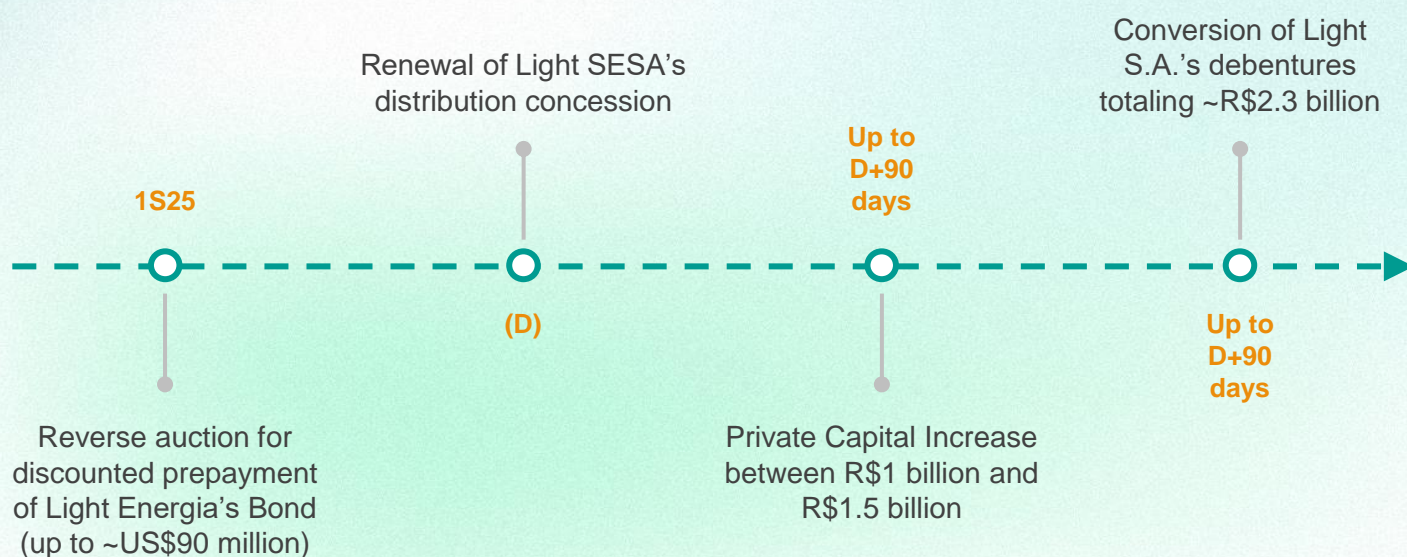 1S25
Reverse auction for
discounted prepayment
of Light Energia’s Bond
(up to ~US$90 million)
Renewal of Light SESA’s
distribution concession
(D)
Up to
D+90
days
Private Capital Increase
between R$1 billion and
R$1.5 billion
Conversion of Light
S.A.’s debentures
totaling ~R$2.3 billion
Up to
D+90
days